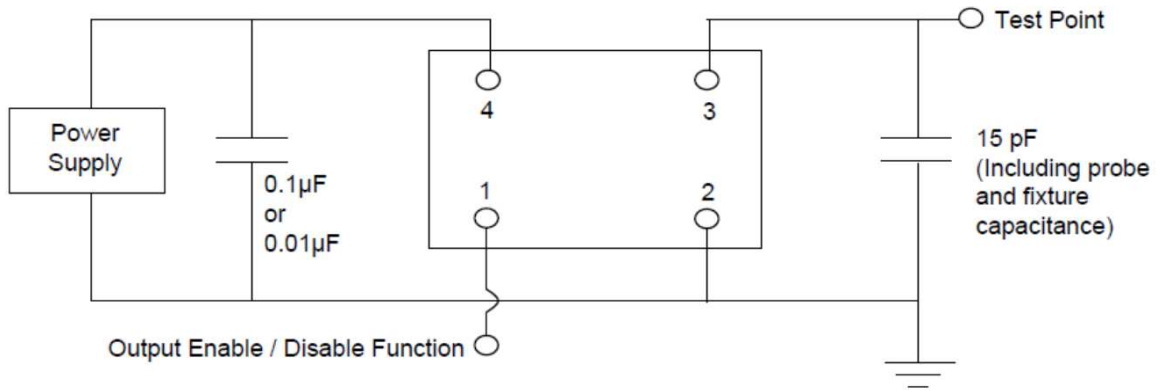 Test Point
4
3
Power
Supply
15 pF
(Including probe
and fixture
capacitance)
0.1µF
or
0.01µF
1
2
Output Enable / Disable Function